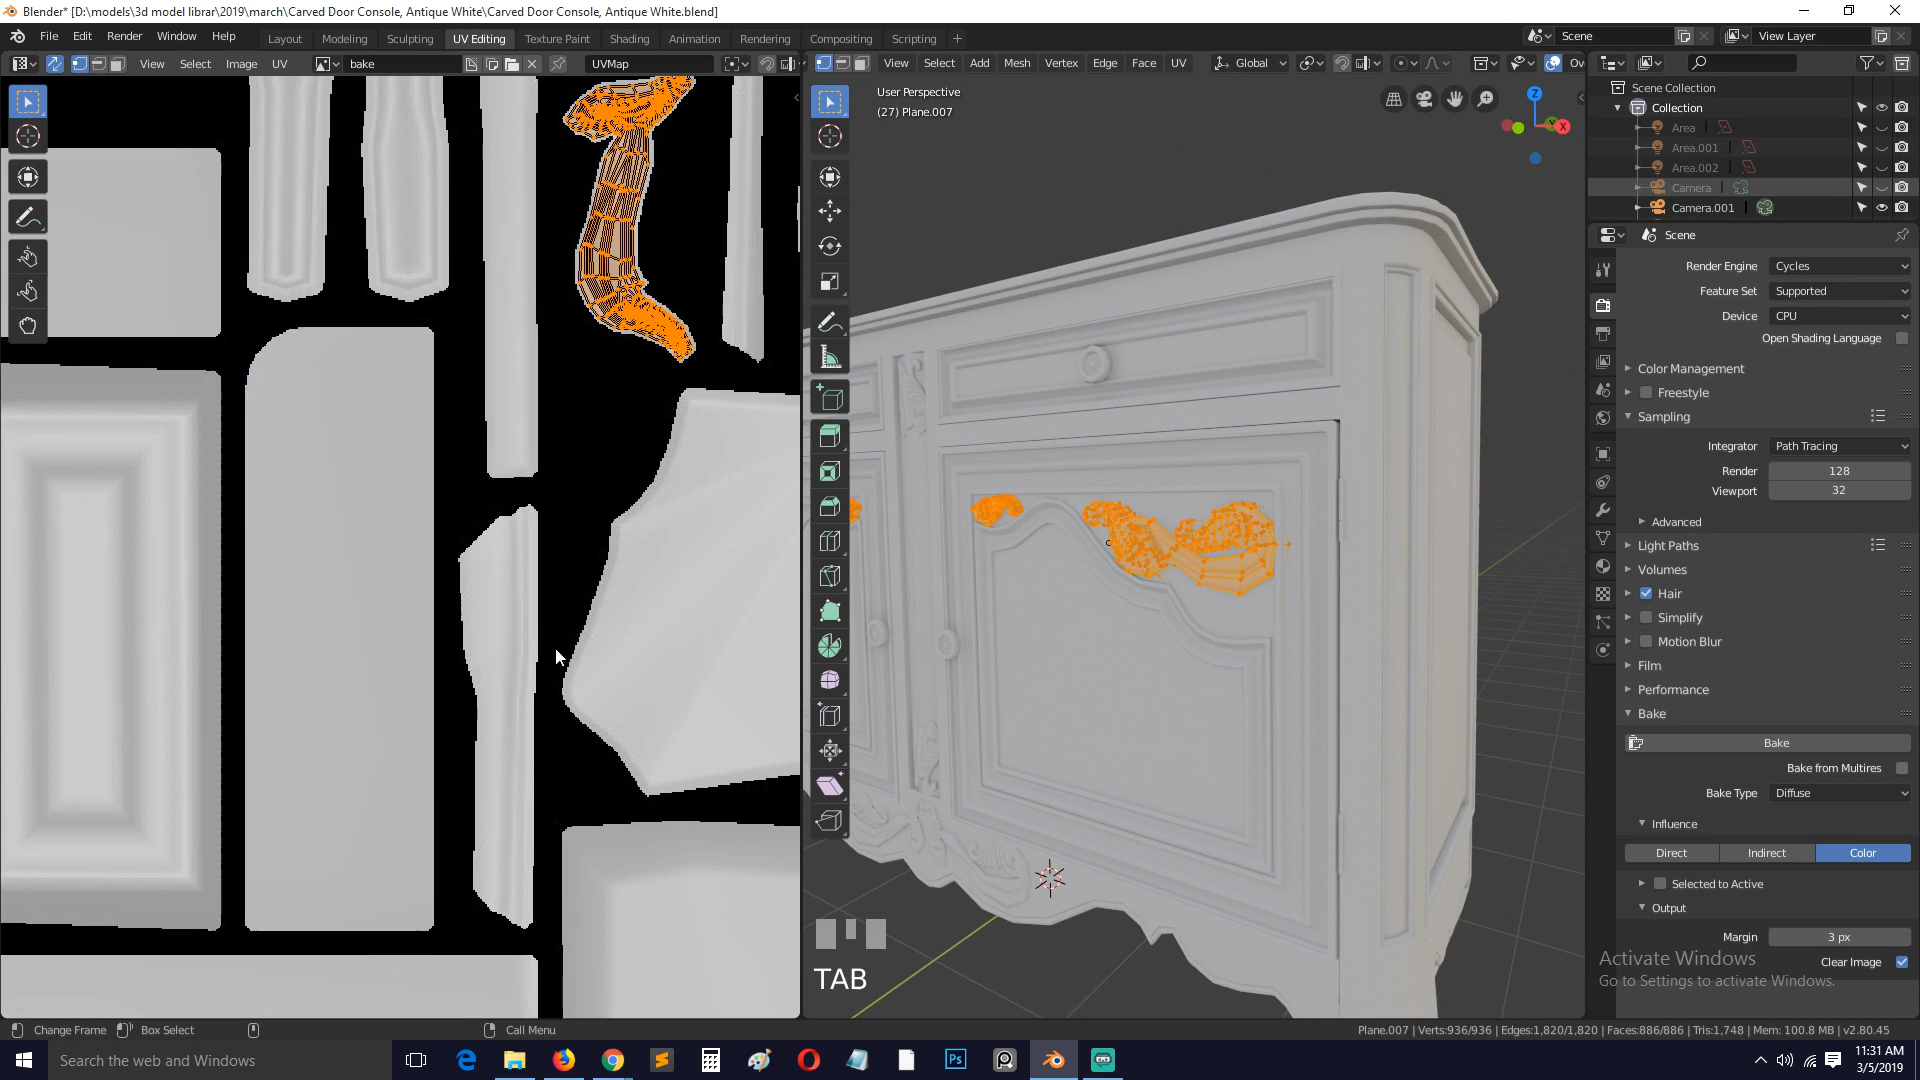 Blender* [D:\models\3d model librar\2019\march\Carved Door Console, Antique White\Carved Door Console, Antique White.blend]
File Edit Render Window Help Layout Modeling Sculpting UV Editing Texture Paint Shading Animation Rendering Compositing Scripting + Scene View Layer
View Select Image UV bake UVMap
View Select Add Mesh Vertex Edge Face UV Global Ov
User Perspective
(27) Plane.007
Z
Y
X
Scene Collection
Collection
Area
Area.001
Area.002
Camera
Camera.001
Scene
Render Engine Cycles
Feature Set Supported
Device CPU
Open Shading Language
Color Management
Freestyle
Sampling
Integrator Path Tracing
Render 128
Viewport 32
Advanced
Light Paths
Volumes
Hair
Simplify
Motion Blur
Film
Performance
Bake
Bake
Bake from Multires
Bake Type Diffuse
Influence
Direct Indirect Color
Selected to Active
Output
Margin 3 px
Clear Image
Activate Windows
Go to Settings to activate Windows.
TAB
Change Frame Box Select Call Menu
Plane.007 | Verts:936/936 | Edges:1,820/1,820 | Faces:886/886 | Tris:1,748 | Mem: 100.8 MB | v2.80.45
Search the web and Windows
Ps
11:31 AM
3/5/2019